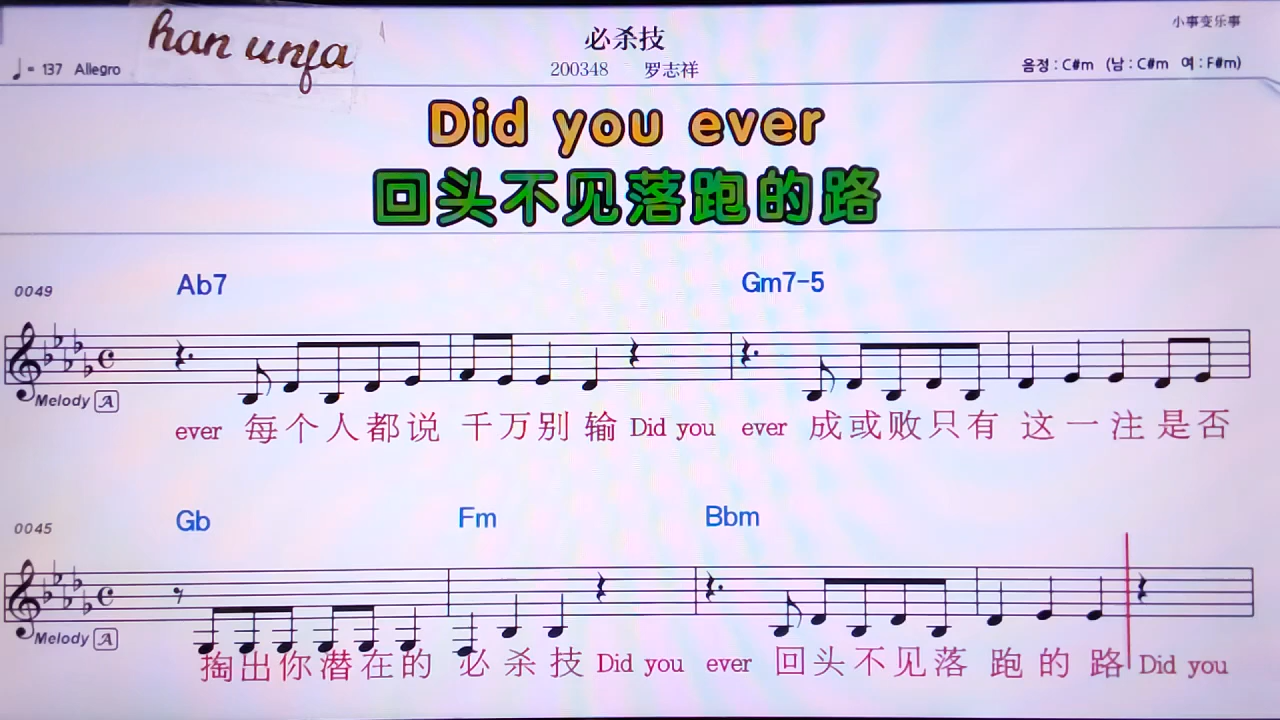 han unfa
必杀技
小事变乐事
♩= 137 Allegro
200348 罗志祥
음정 : C#m (남 : C#m 여 : F#m)
Did you ever
回头不见落跑的路
Ab7 Gm7-5
0049
Melody A
ever 每个人都说 千万别输 Did you ever 成或败只有 这一注是否
Gb Fm Bbm
0045
Melody A
掏出你潜在的 必杀技 Did you ever 回头不见落 跑的路 Did you